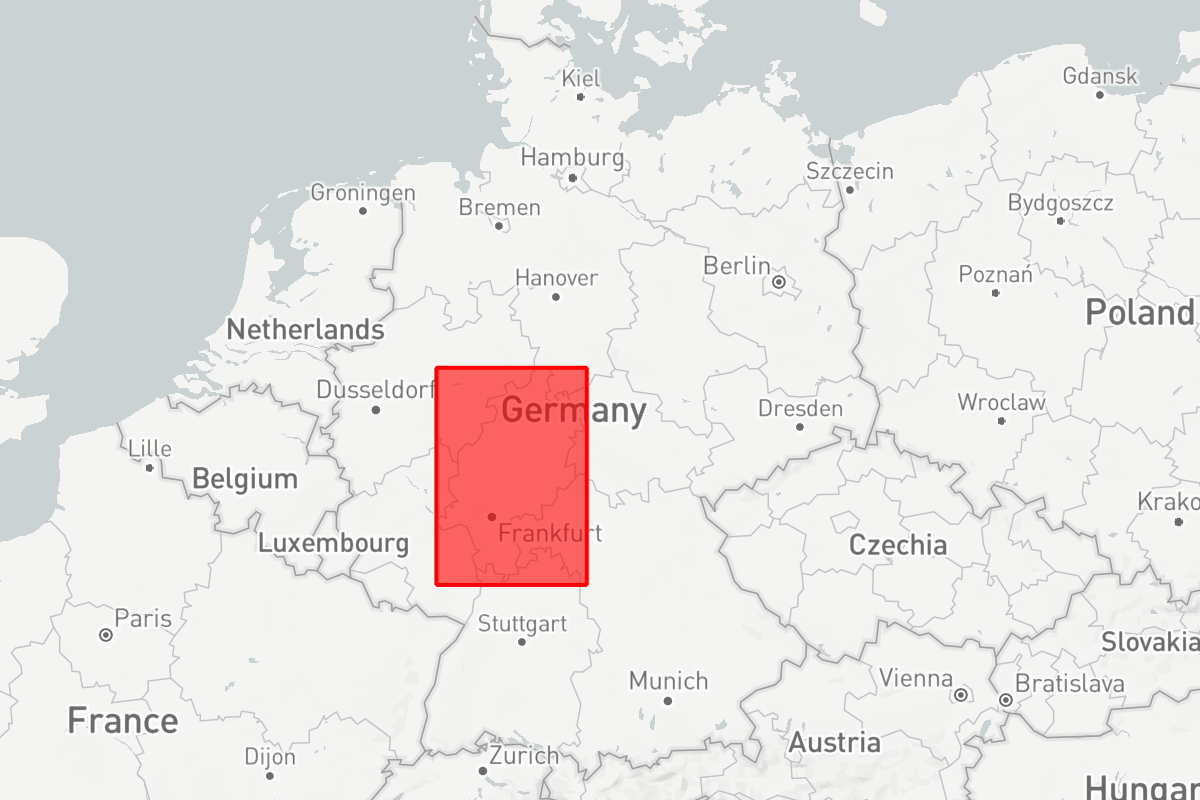 Kiel
Gdansk
Hamburg
Szczecin
Groningen
Bremen
Bydgoszcz
Berlin
Hanover
Poznań
Poland
Netherlands
Dusseldorf
Germany
Dresden
Wroclaw
Lille
Belgium
Krako
Frankfurt
Luxembourg
Czechia
Paris
Stuttgart
Slovakia
Munich
Vienna
Bratislava
France
Austria
Dijon
Zurich
Hungar